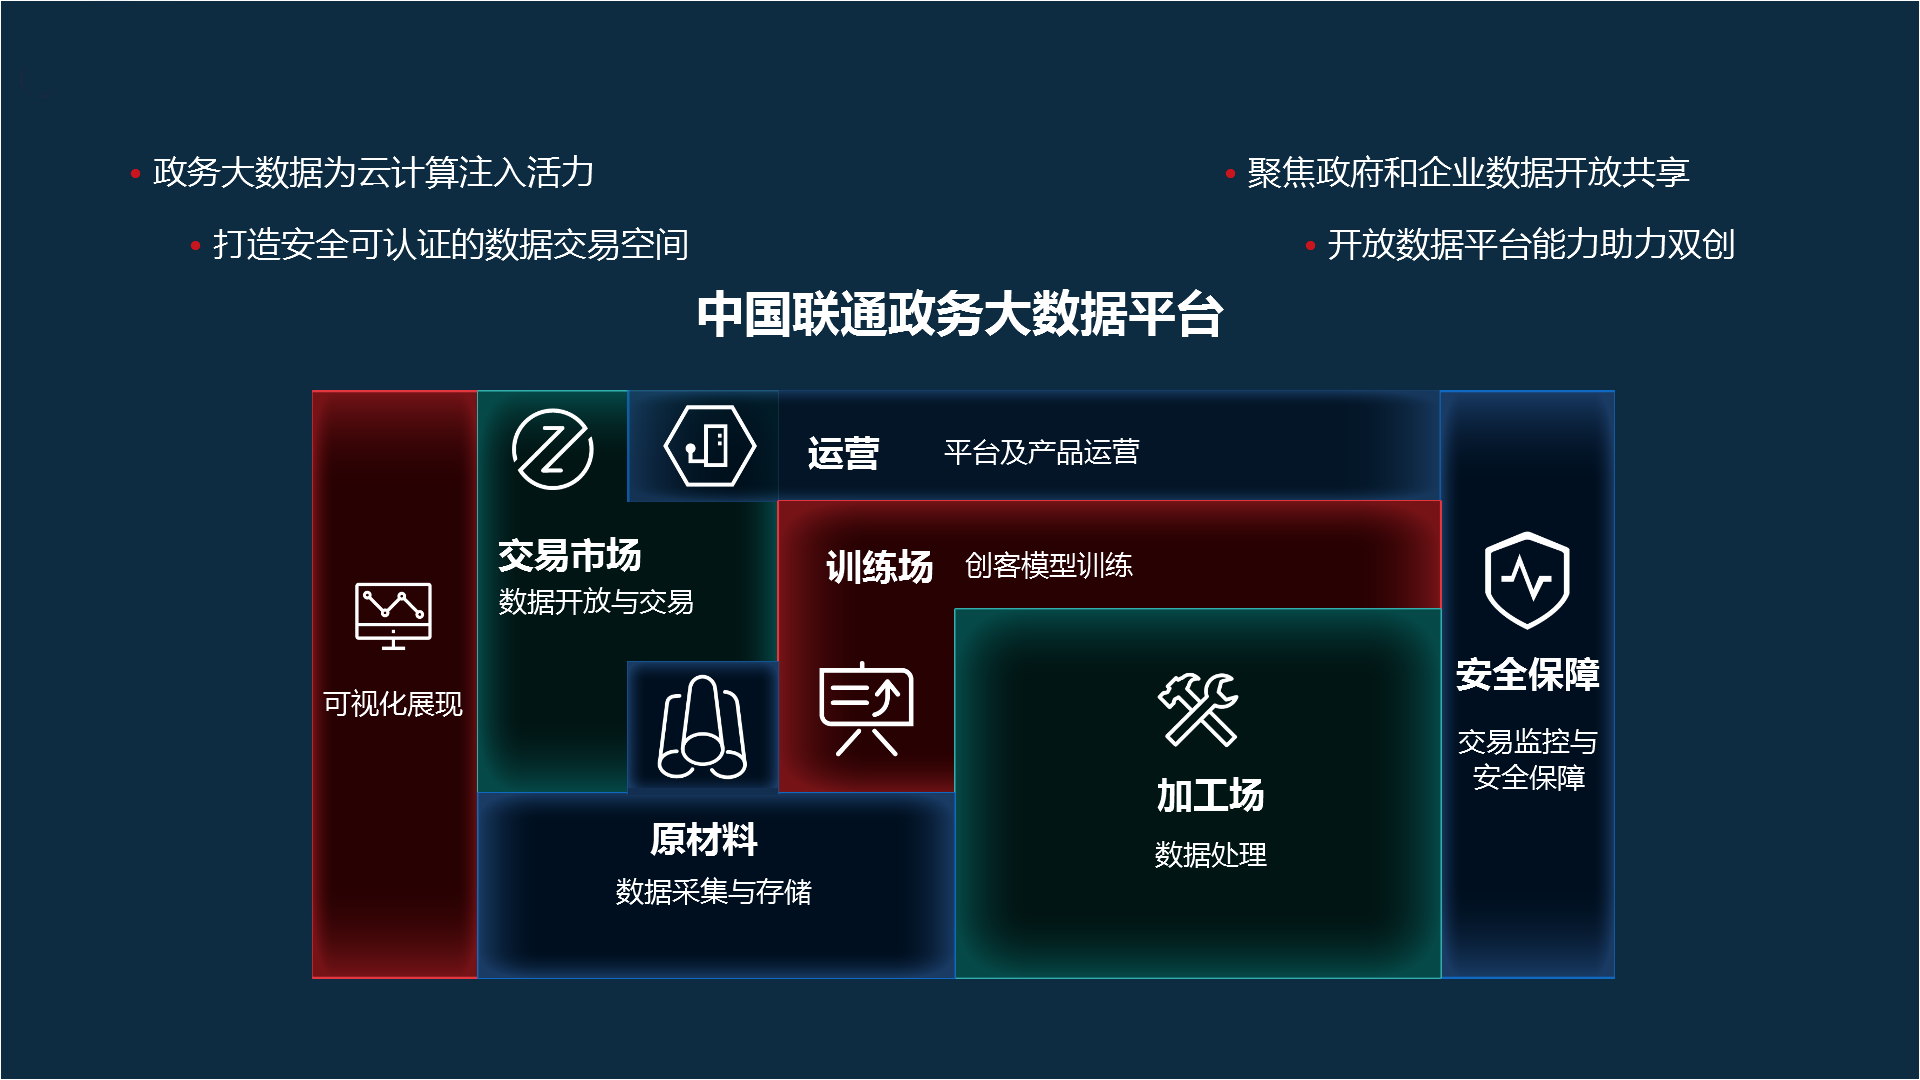 政务大数据为云计算注入活力
打造安全可认证的数据交易空间
聚焦政府和企业数据开放共享
开放数据平台能力助力双创
中国联通政务大数据平台
可视化展现
交易市场
数据开放与交易
运营
平台及产品运营
训练场
创客模型训练
原材料
数据采集与存储
加工场
数据处理
安全保障
交易监控与
安全保障